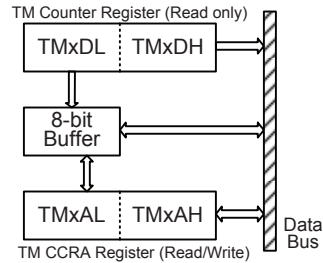 TM Counter Register (Read only)
TMxDL TMxDH
8-bit
Buffer
TMxAL TMxAH
TM CCRA Register (Read/Write)
Data
Bus